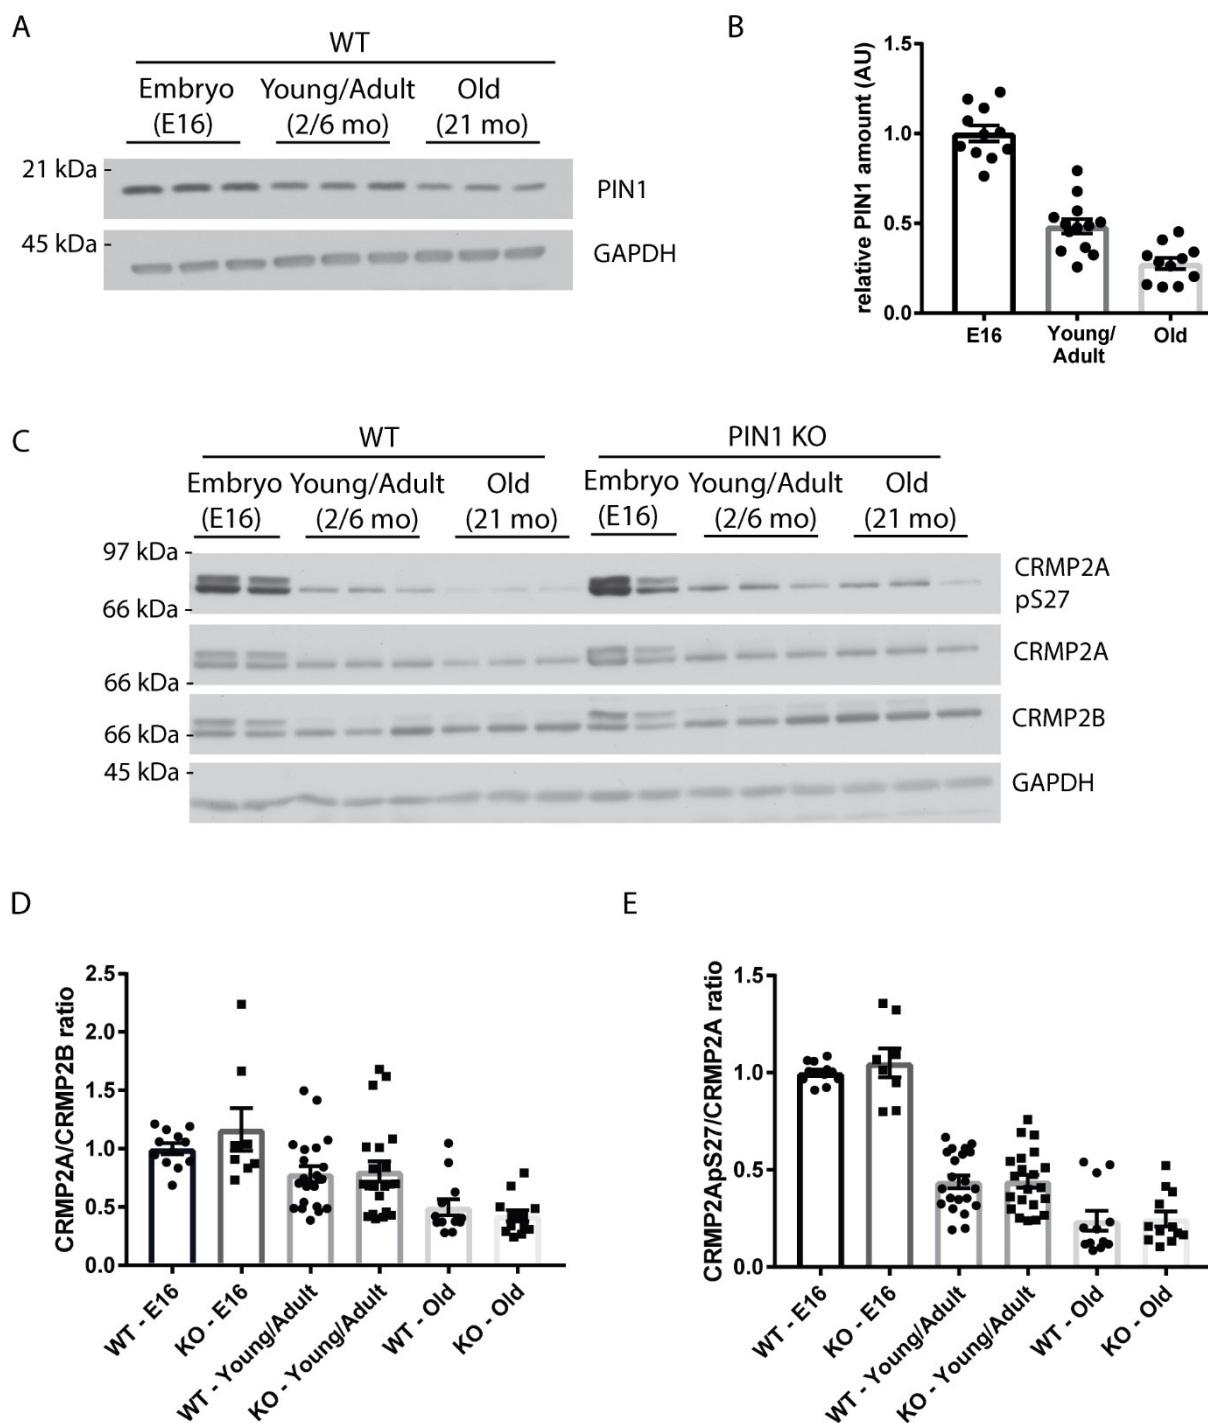 A
WT
Embryo Young/Adult Old
(E16) (2/6 mo) (21 mo)
21 kDa
PIN1
45 kDa
GAPDH
B
relative PIN1 amount (AU)
1.5
1.0
0.5
0.0
E16 Young/ Old
Adult
C
WT PIN1 KO
Embryo Young/Adult Old Embryo Young/Adult Old
(E16) (2/6 mo) (21 mo) (E16) (2/6 mo) (21 mo)
97 kDa
CRMP2A
pS27
66 kDa
CRMP2A
66 kDa
CRMP2B
66 kDa
45 kDa
GAPDH
D
CRMP2A/CRMP2B ratio
2.5
2.0
1.5
1.0
0.5
0.0
WT - E16
KO - E16
WT - Young/Adult
KO - Young/Adult
WT - Old
KO - Old
E
CRMP2ApS27/CRMP2A ratio
1.5
1.0
0.5
0.0
WT - E16
KO - E16
WT - Young/Adult
KO - Young/Adult
WT - Old
KO - Old